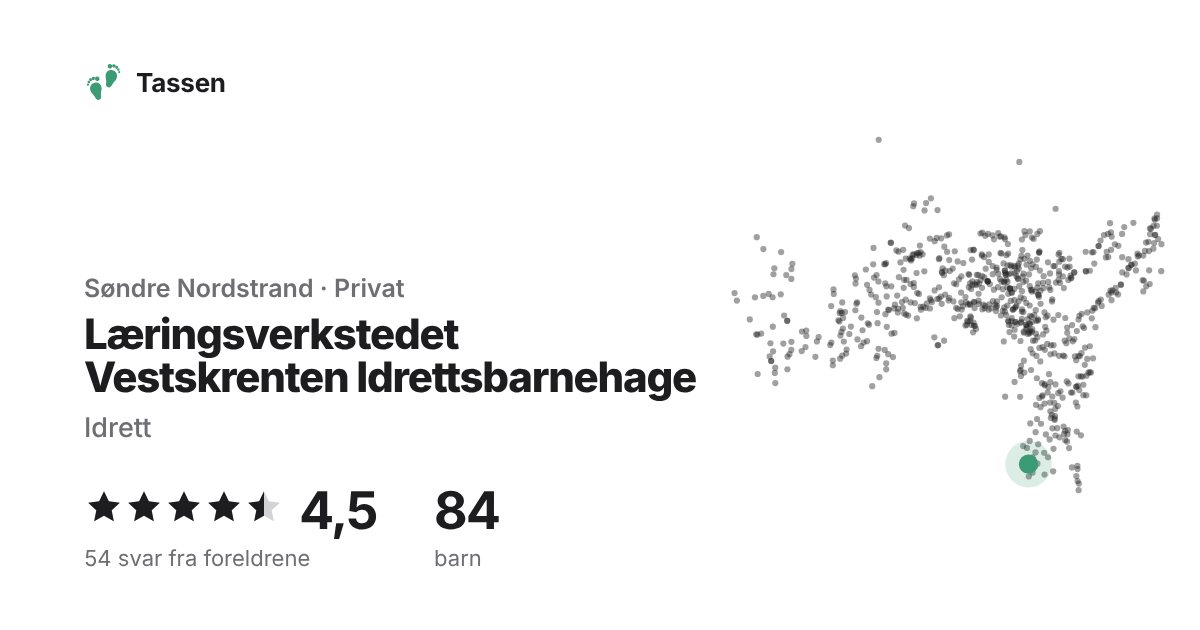 Tassen
Søndre Nordstrand · Privat
Læringsverkstedet
Vestskrenten Idrettsbarnehage
Idrett
4,5
84
54 svar fra foreldrene
barn